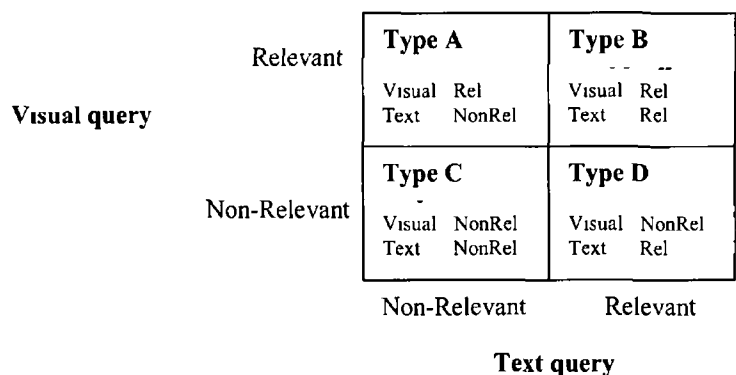 Type A Type B
Relevant
Visual Rel Visual Rel
Visual query Text NonRel Text Rel
Type C Type D
Non-Relevant
Visual NonRel Visual NonRel
Text NonRel Text Rel
Non-Relevant Relevant
Text query